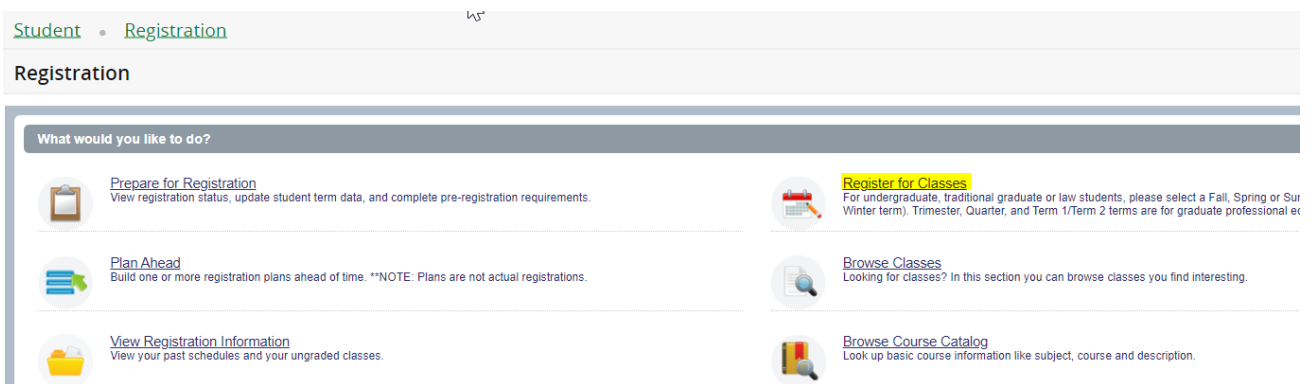 Student • Registration
Registration
What would you like to do?
Prepare for Registration
View registration status, update student term data, and complete pre-registration requirements.
Register for Classes
For undergraduate, traditional graduate or law students, please select a Fall, Spring or
Winter term). Trimester, Quarter, and Term 1/Term 2 terms are for graduate professional
Plan Ahead
Build one or more registration plans ahead of time. **NOTE: Plans are not actual registrations.
Browse Classes
Looking for classes? In this section you can browse classes you find interesting.
View Registration Information
View your past schedules and your ungraded classes.
Browse Course Catalog
Look up basic course information like subject, course and description.